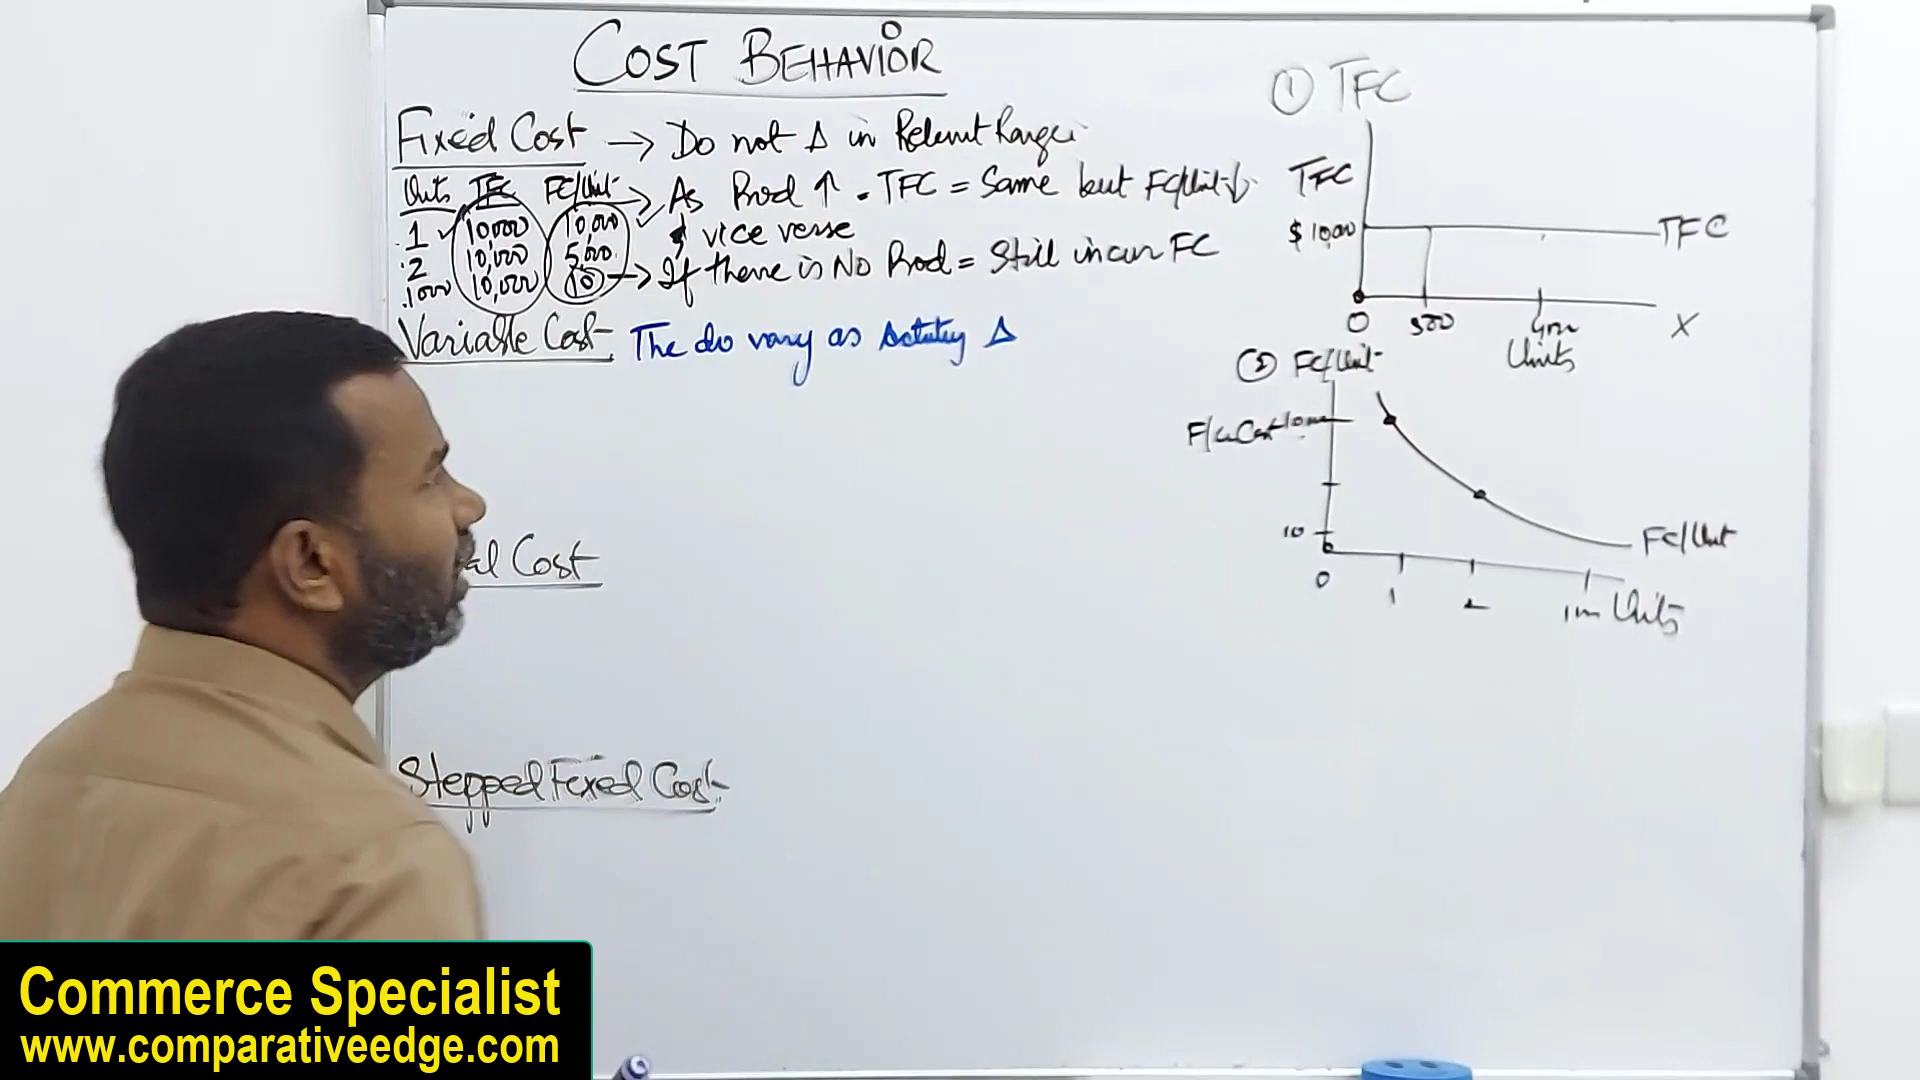 COST BEHAVIOR
Fixed Cost → Do not Δ in Relevant Range
Units TFC FC/Unit → As Prod ↑ . TFC = Same but FC/Unit ↓
1 10,000 10,000 & vice verse
2 10,000 5,000
1000 10,000 10 → If there is No Prod = Still incur FC
Variable Cost The do vary as Δ
al Cost
Stepped Fixed Cost
① TFC
TFC
$ 10,00 TFC
0 500
Units X
② FC/Unit
10 FC/Unit
0 1 2 Units
Commerce Specialist
www.comparativeedge.com